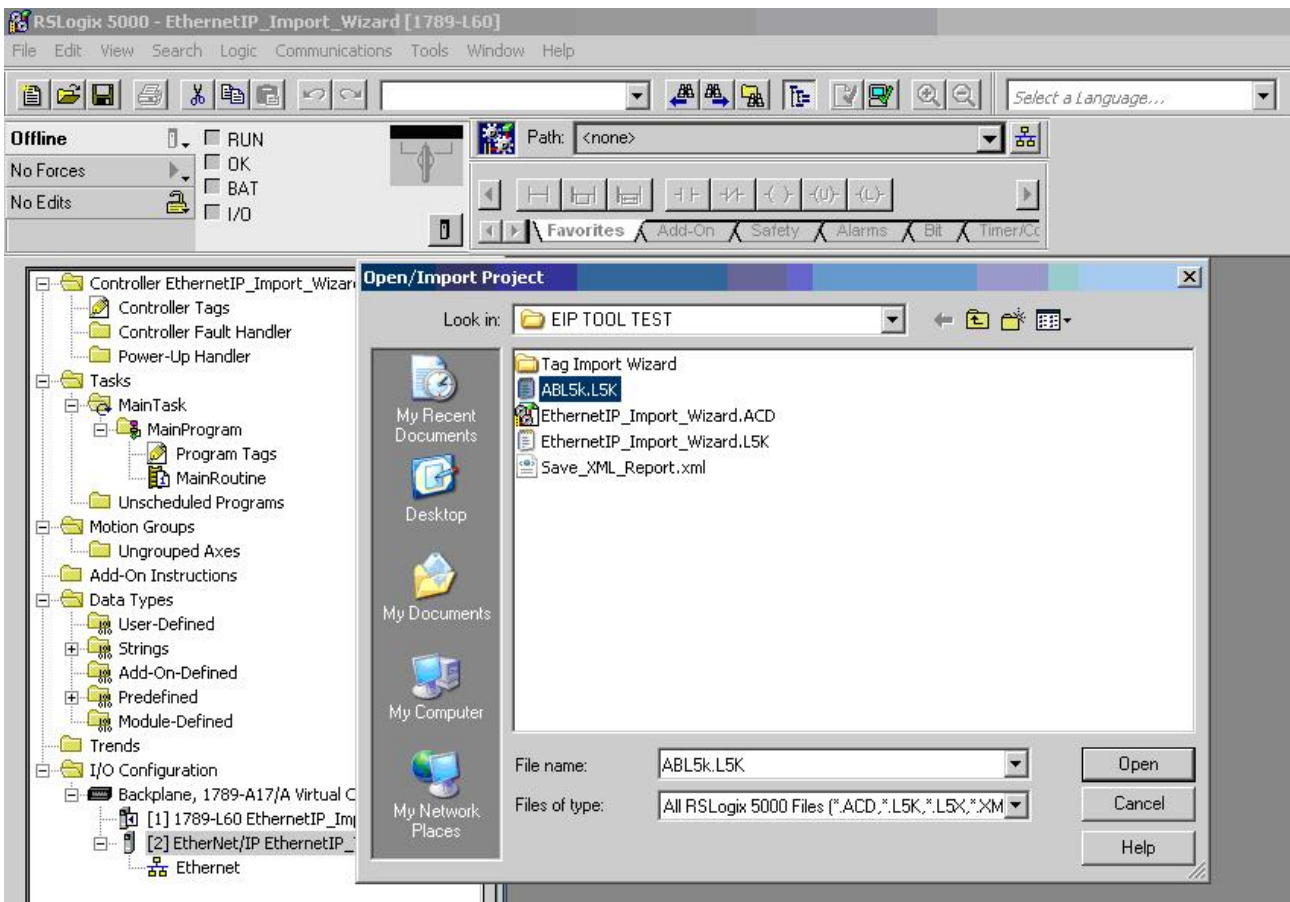 RSLogix 5000 - EthernetIP_Import_Wizard [1789-L60]
File Edit View Search Logic Communications Tools Window Help
Select a Language...
Offline
RUN
No Forces
OK
No Edits
BAT
I/O
Path: <none>
Favorites Add-On Safety Alarms Bit Timer/Cc
Controller EthernetIP_Import_Wizar
Controller Tags
Controller Fault Handler
Power-Up Handler
Tasks
MainTask
MainProgram
Program Tags
MainRoutine
Unscheduled Programs
Motion Groups
Ungrouped Axes
Add-On Instructions
Data Types
User-Defined
Strings
Add-On-Defined
Predefined
Module-Defined
Trends
I/O Configuration
Backplane, 1789-A17/A Virtual C
[1] 1789-L60 EthernetIP_Im
[2] EtherNet/IP EthernetIP_
Ethernet
Open/Import Project
Look in: EIP TOOL TEST
My Recent Documents
Desktop
My Documents
My Computer
My Network Places
Tag Import Wizard
ABL5k.L5K
EthernetIP_Import_Wizard.ACD
EthernetIP_Import_Wizard.L5K
Save_XML_Report.xml
File name: ABL5k.L5K
Open
Files of type: All RSLogix 5000 Files (*.ACD,*.L5K,*.L5X,*.XM
Cancel
Help